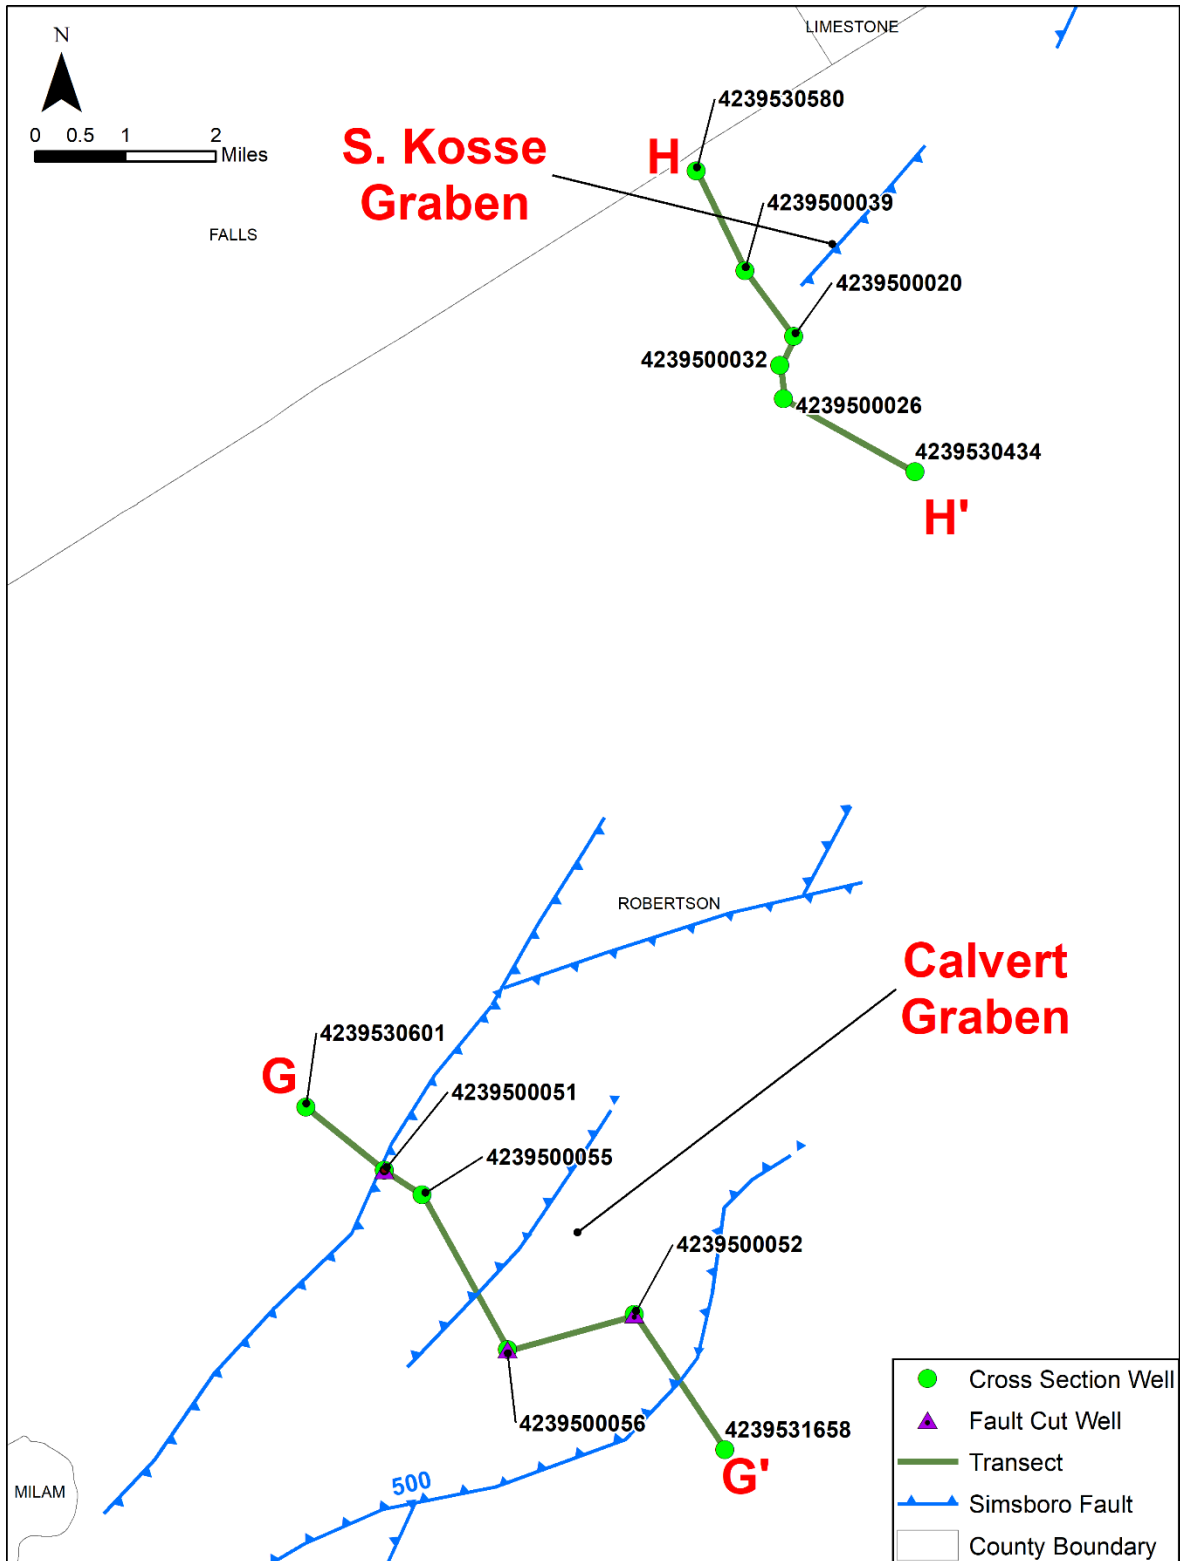 LIMESTONE
N
0 0.5 1 2
Miles
4239530580
S. Kosse
Graben
H
4239500039
FALLS
4239500020
4239500032
4239500026
4239530434
H'
ROBERTSON
Calvert
Graben
4239530601
G
4239500051
4239500055
4239500052
4239500056
4239531658
G'
500
MILAM
Cross Section Well
Fault Cut Well
Transect
Simsboro Fault
County Boundary